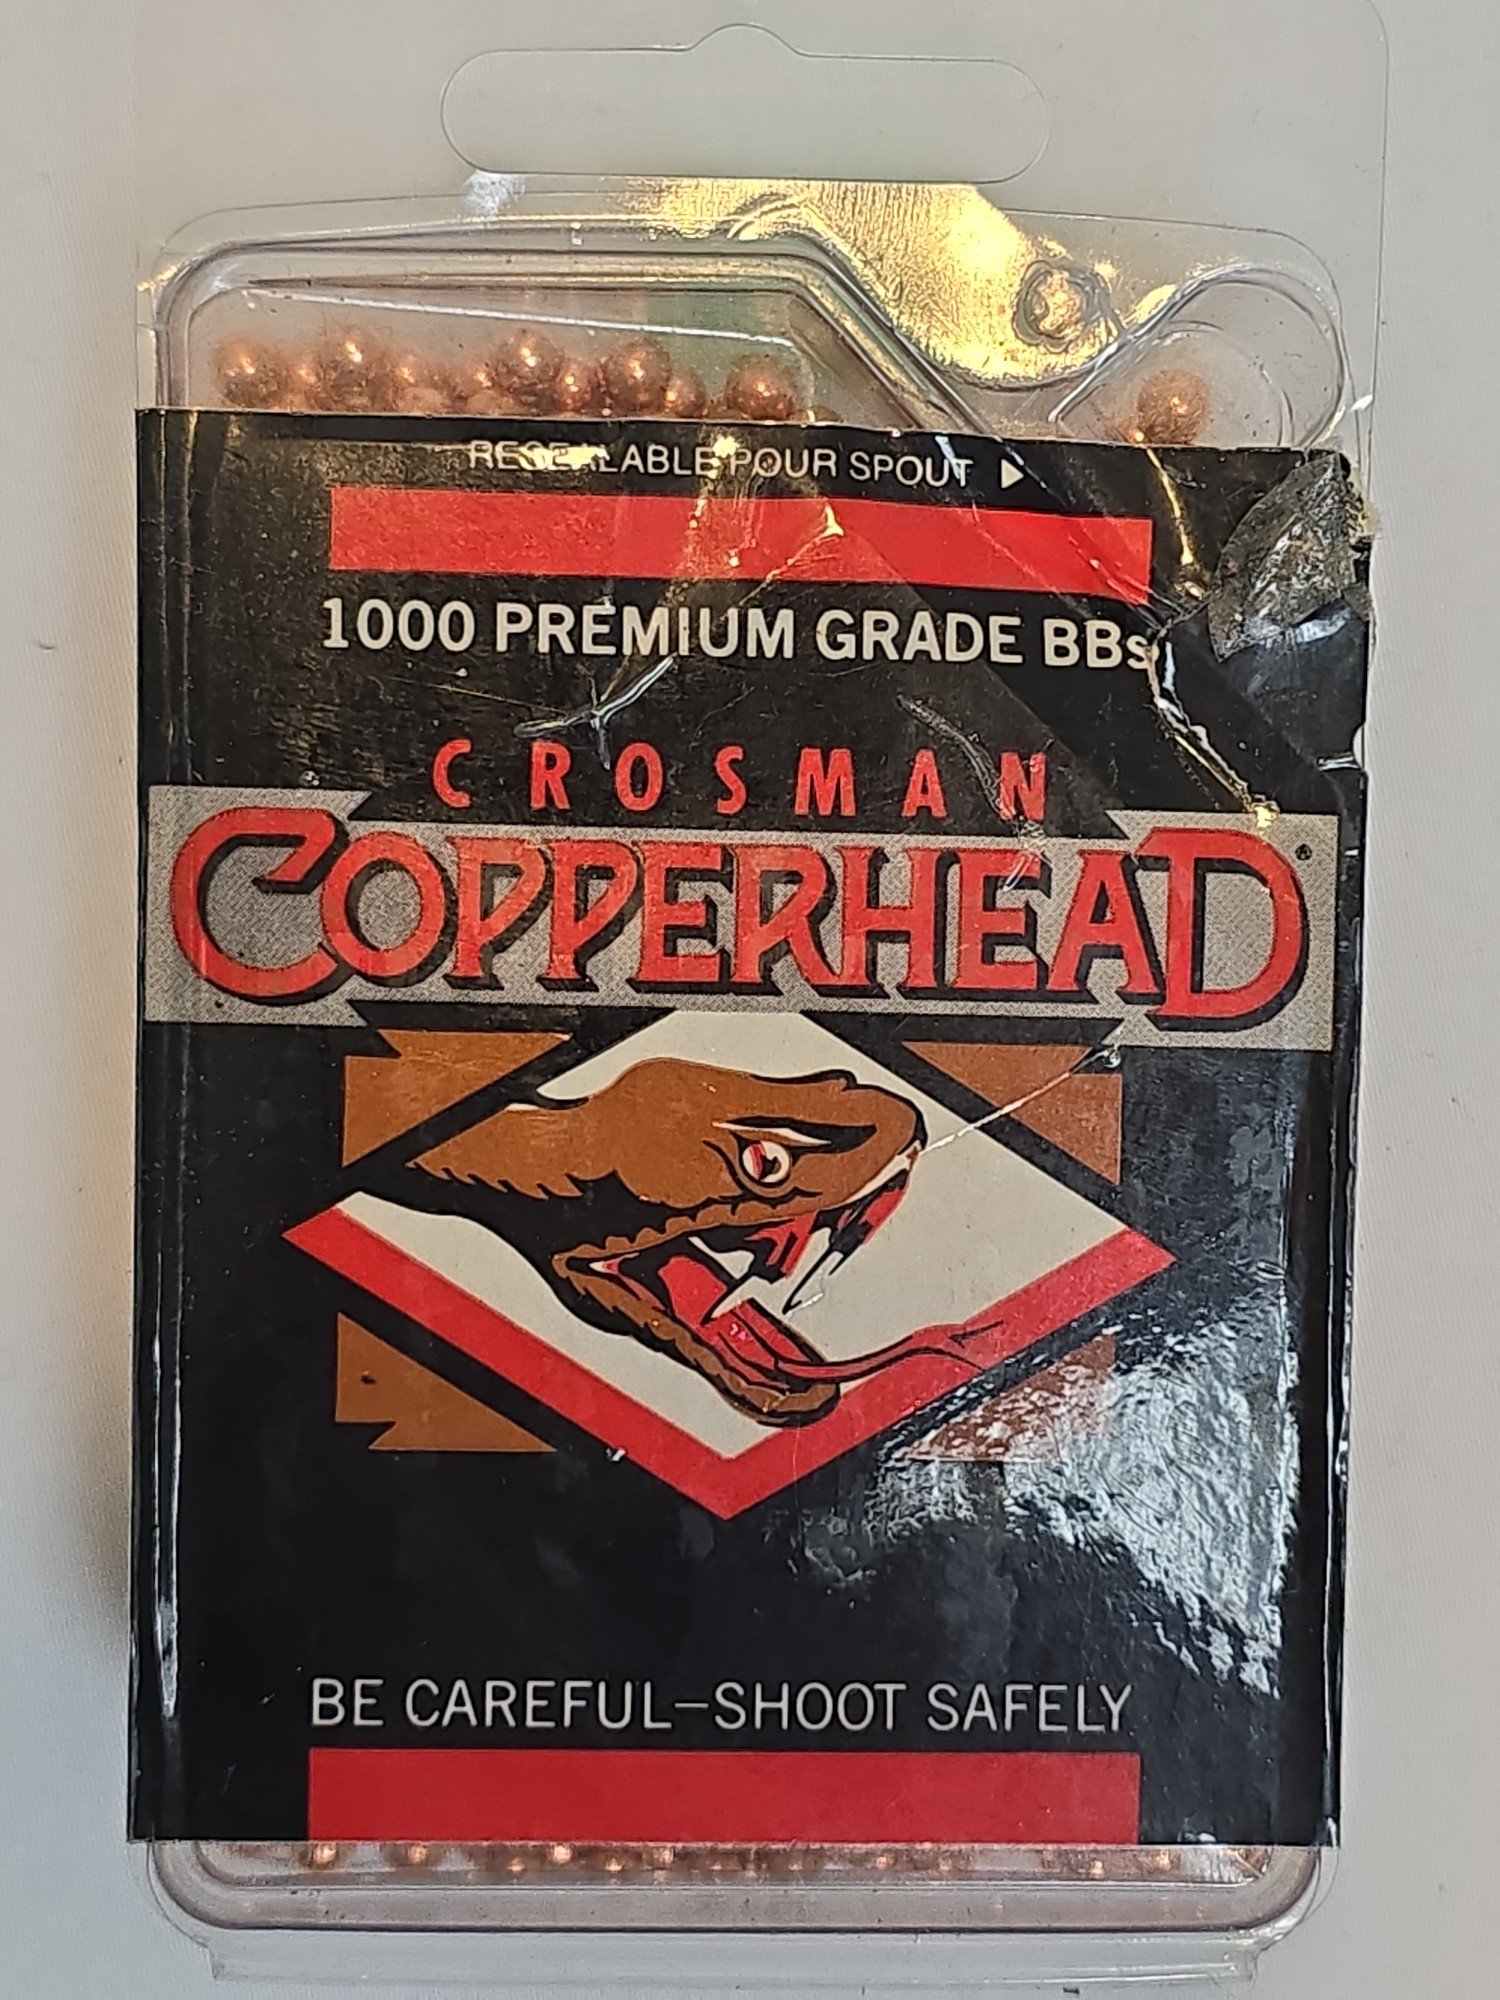 RESEALABLE POUR SPOUT ▶
1000 PREMIUM GRADE BBs
CROSMAN
COPPERHEAD®
BE CAREFUL—SHOOT SAFELY